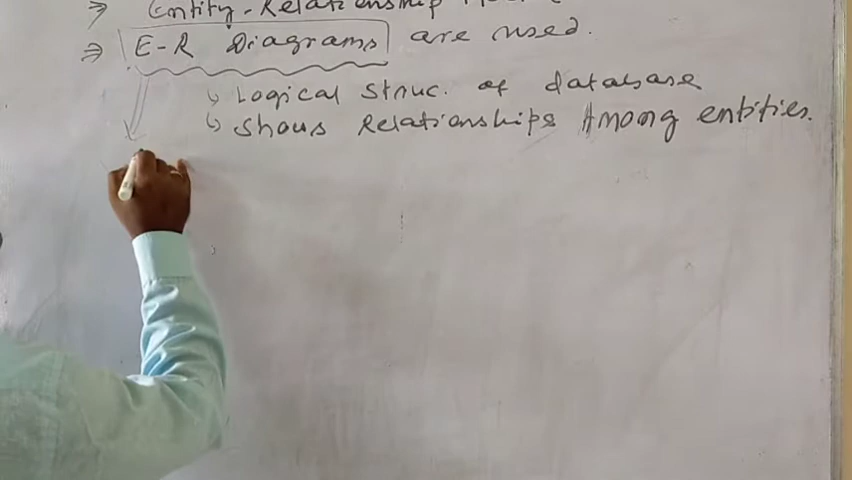 ⇒ Entity-Relationship
⇒ E-R Diagrams are used.
↳ Logical Struc. of database
↳ Shows Relationships Among entities.